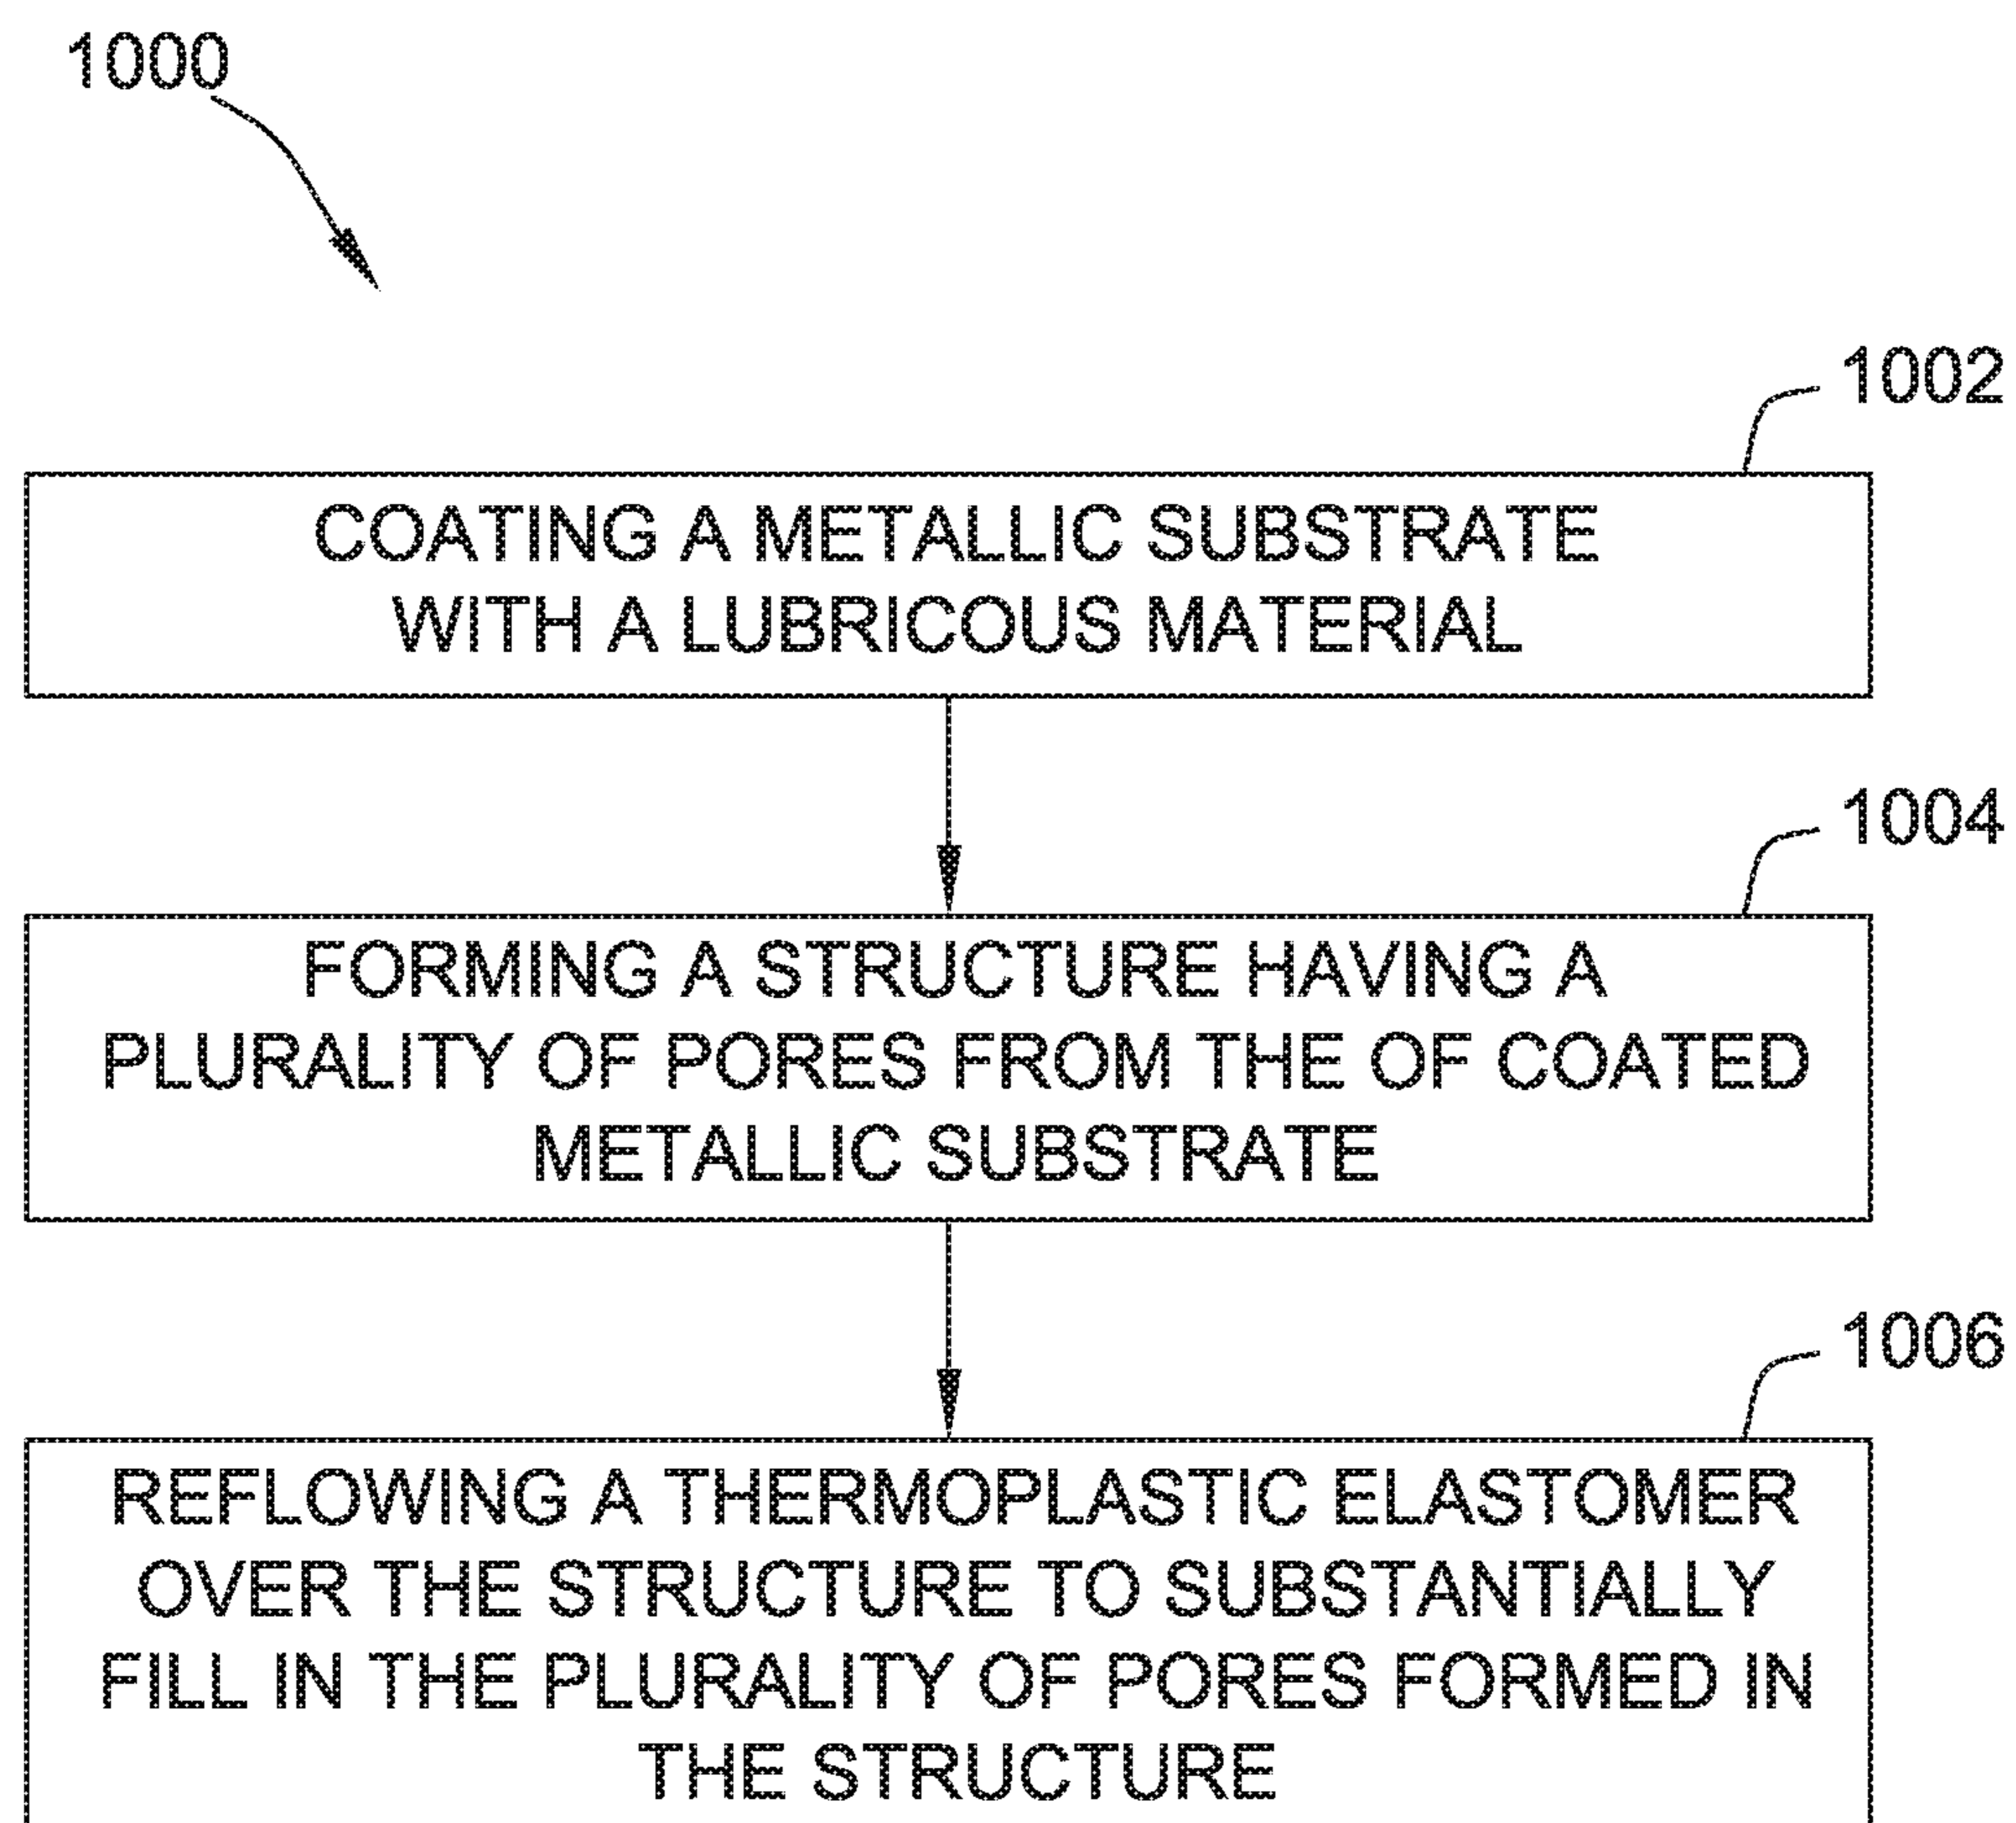 1000
1002
COATING A METALLIC SUBSTRATE
WITH A LUBRICOUS MATERIAL
1004
FORMING A STRUCTURE HAVING A
PLURALITY OF PORES FROM THE OF COATED
METALLIC SUBSTRATE
1006
REFLOWING A THERMOPLASTIC ELASTOMER
OVER THE STRUCTURE TO SUBSTANTIALLY
FILL IN THE PLURALITY OF PORES FORMED IN
THE STRUCTURE